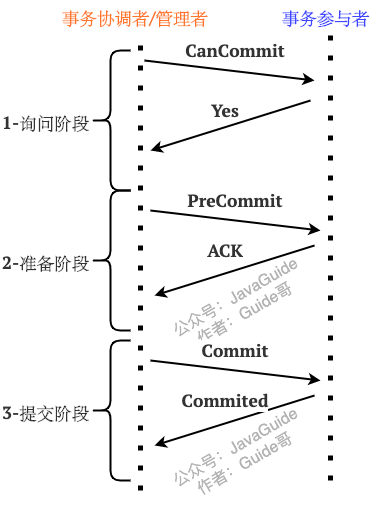 事务协调者/管理者
事务参与者
CanCommit
1-询问阶段
Yes
PreCommit
2-准备阶段
ACK
公众号：JavaGuide
作者：Guide哥
Commit
3-提交阶段
Commited
公众号：JavaGuide
作者：Guide哥